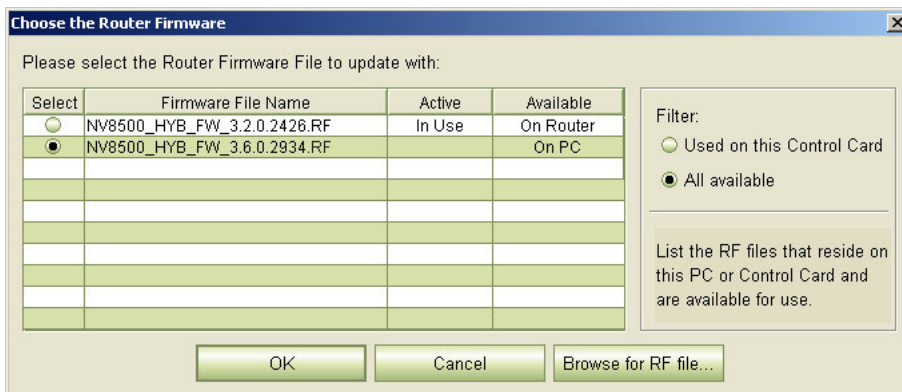 Choose the Router Firmware
Please select the Router Firmware File to update with:
Select Firmware File Name Active Available
NV8500_HYB_FW_3.2.0.2426.RF In Use On Router
NV8500_HYB_FW_3.6.0.2934.RF On PC
Filter:
Used on this Control Card
All available
List the RF files that reside on
this PC or Control Card and
are available for use.
OK Cancel Browse for RF file...